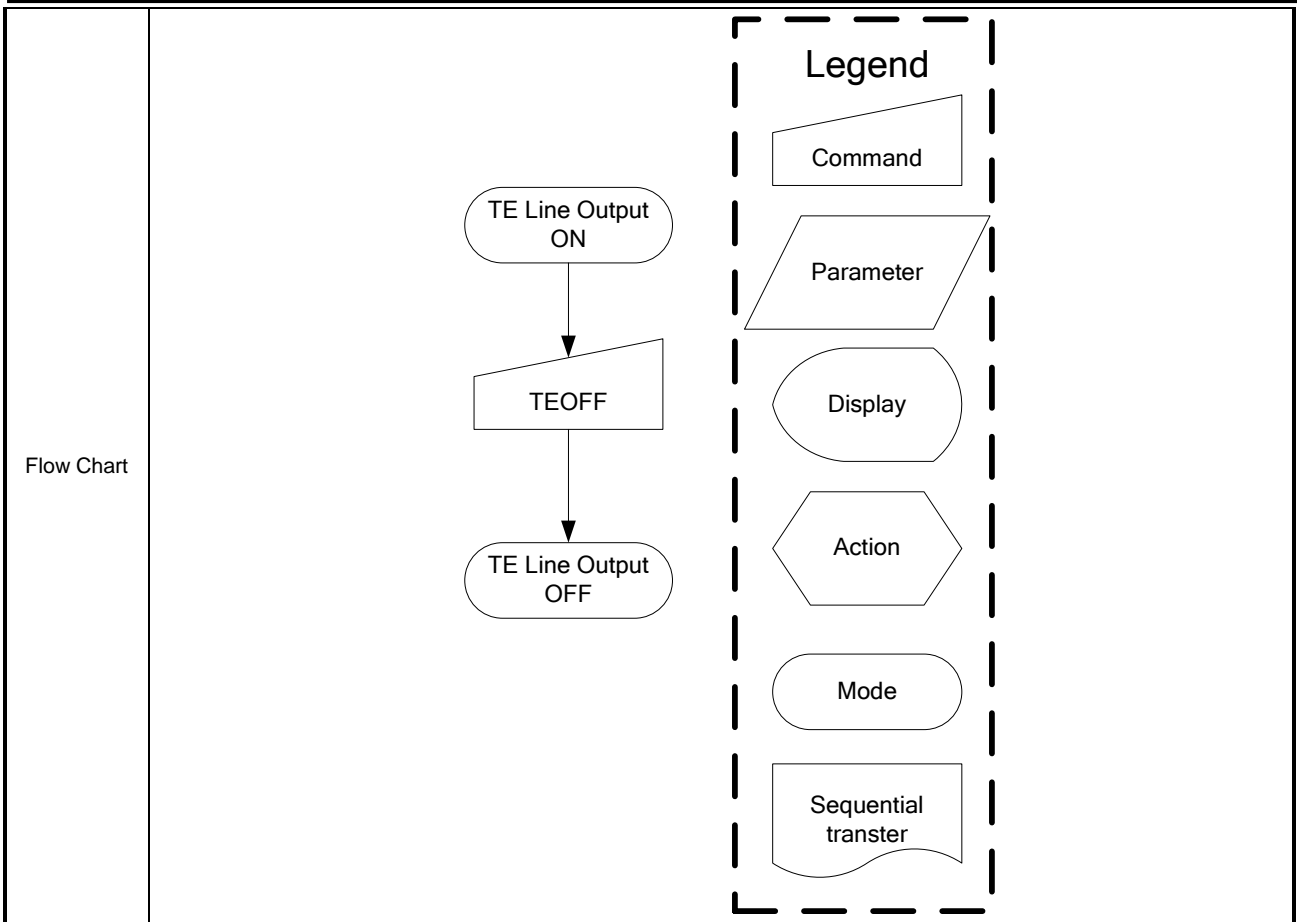 Flow Chart
TE Line Output
ON
TEOFF
TE Line Output
OFF
Legend
Command
Parameter
Display
Action
Mode
Sequential
transter